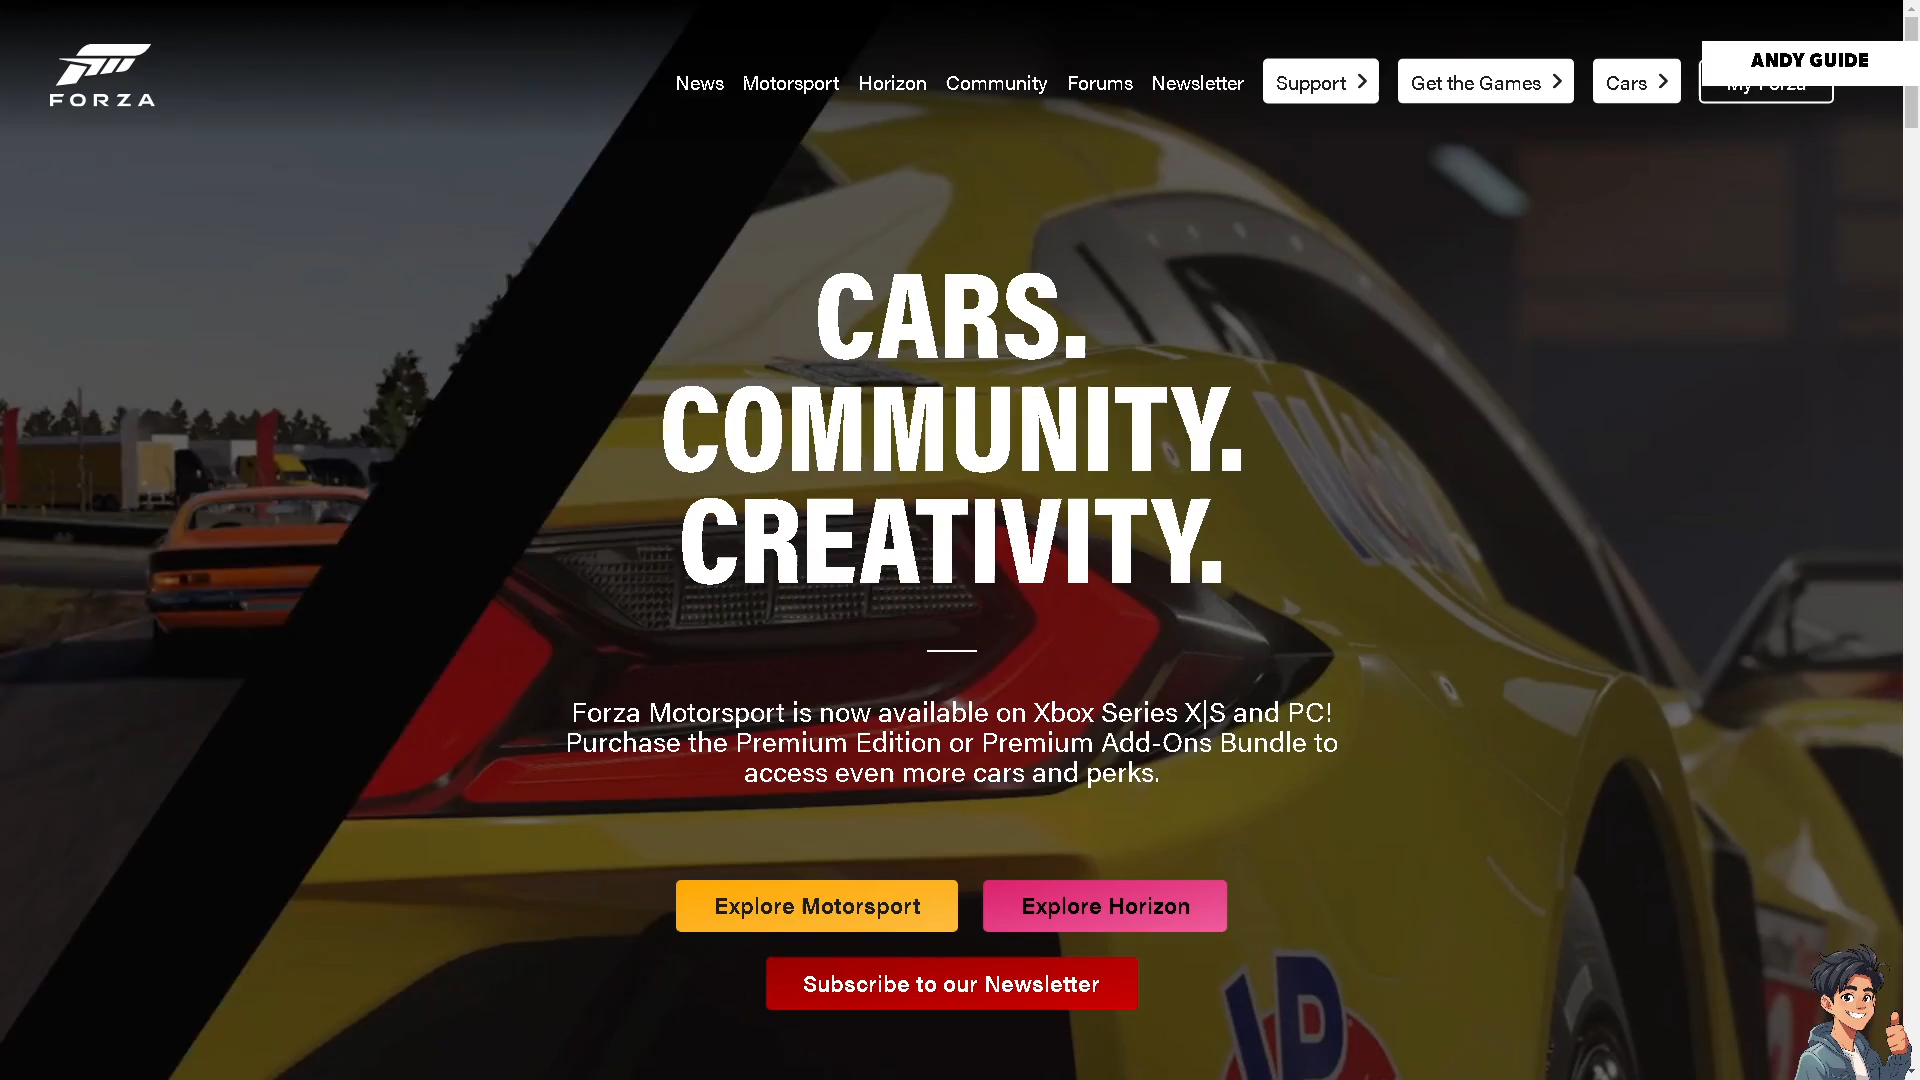 FORZA
News Motorsport Horizon Community Forums Newsletter Support Get the Games Cars My Forza
ANDY GUIDE
CARS.
COMMUNITY.
CREATIVITY.
Forza Motorsport is now available on Xbox Series X|S and PC!
Purchase the Premium Edition or Premium Add-Ons Bundle to
access even more cars and perks.
Explore Motorsport Explore Horizon
Subscribe to our Newsletter